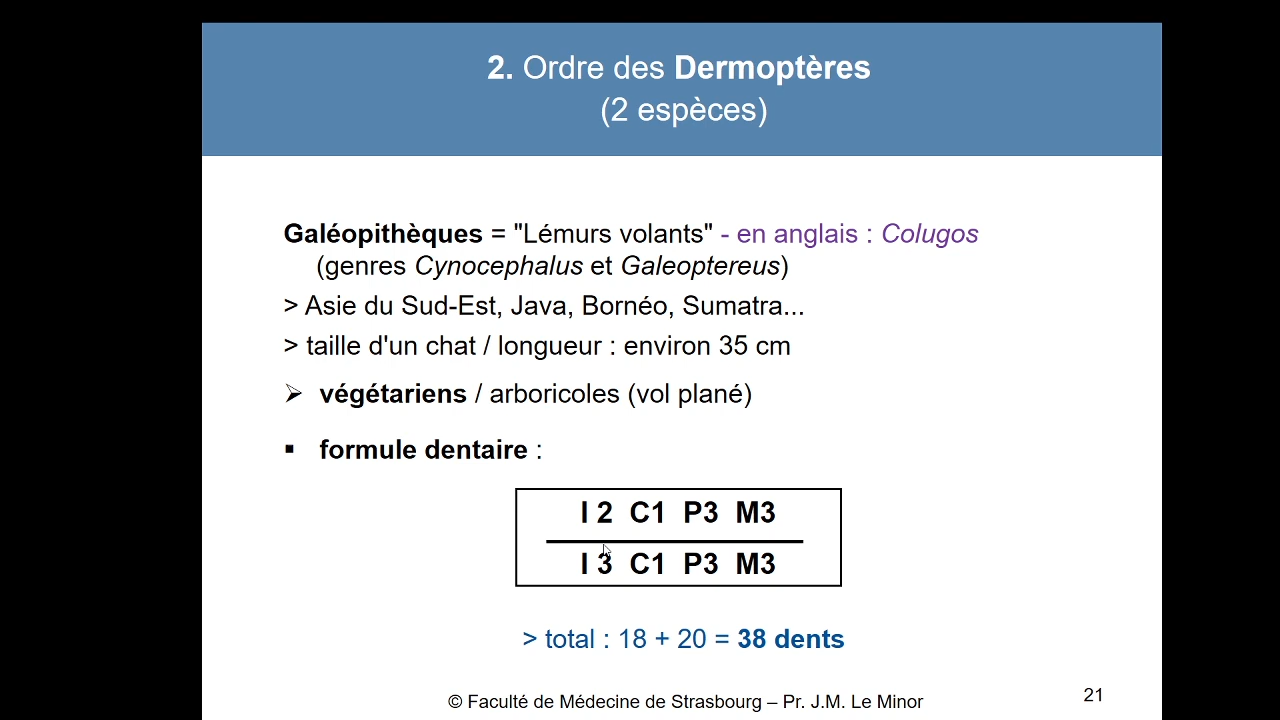 2. Ordre des Dermoptères
(2 espèces)
Galéopithèques = "Lémurs volants" - en anglais : Colugos
(genres Cynocephalus et Galeoptereus)
> Asie du Sud-Est, Java, Bornéo, Sumatra...
> taille d'un chat / longueur : environ 35 cm
➢ végétariens / arboricoles (vol plané)
▪ formule dentaire :
I 2 C1 P3 M3
I 3 C1 P3 M3
> total : 18 + 20 = 38 dents
© Faculté de Médecine de Strasbourg – Pr. J.M. Le Minor
21